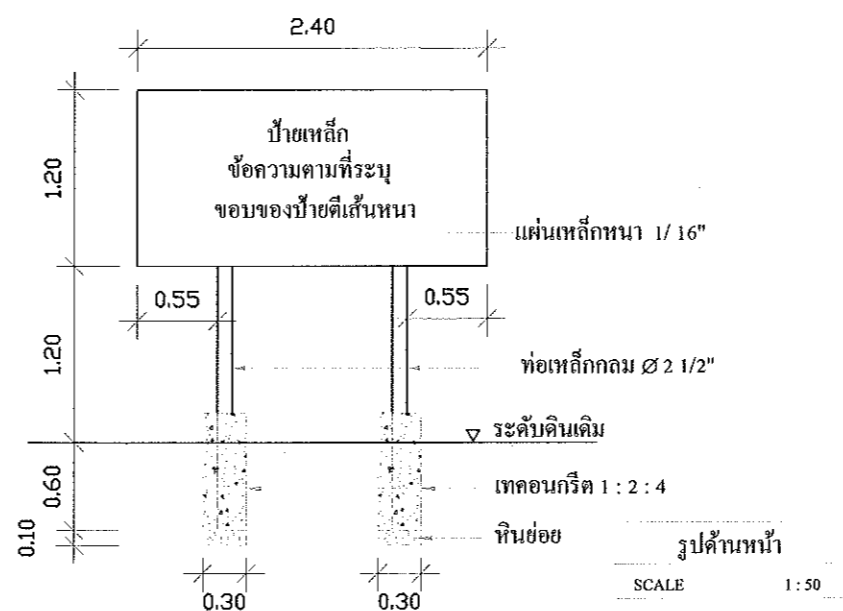 2.40
1.20
ป้ายเหล็ก
ข้อความตามที่ระบุ
ขอบของป้ายตีเส้นหนา
แผ่นเหล็กหนา 1/ 16"
0.55
0.55
1.20
ท่อเหล็กกลม Ø 2 1/2"
ระดับดินเดิม
0.60
เทคอนกรีต 1 : 2 : 4
0.10
หินย่อย
รูปด้านหน้า
0.30
0.30
SCALE 1 : 50